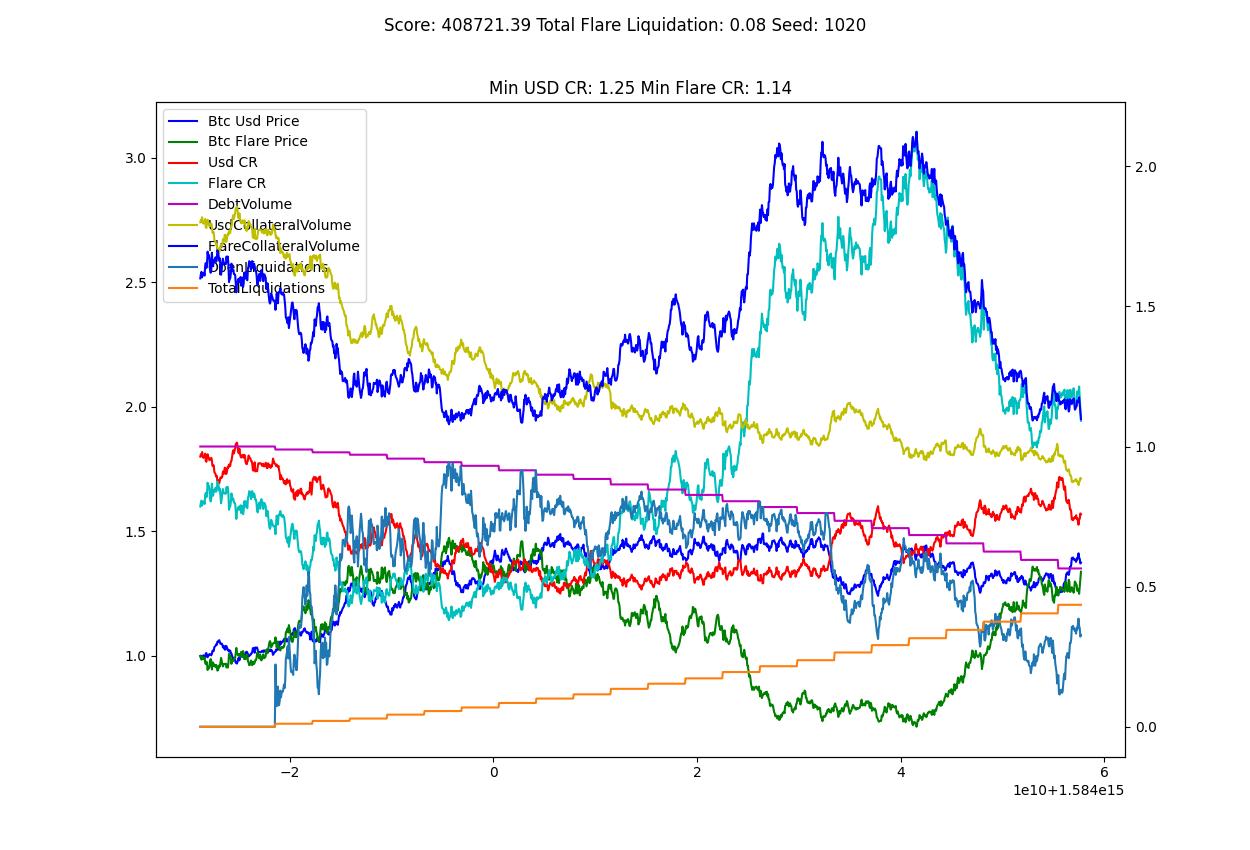 Score: 408721.39 Total Flare Liquidation: 0.08 Seed: 1020
Min USD CR: 1.25 Min Flare CR: 1.14
Btc Usd Price
Btc Flare Price
Usd CR
Flare CR
DebtVolume
UsdCollateralVolume
FlareCollateralVolume
OpenLiquidations
TotalLiquidations
3.0
2.5
2.0
1.5
1.0
2.0
1.5
1.0
0.5
0.0
−2
0
2
4
6
1e10+1.584e15